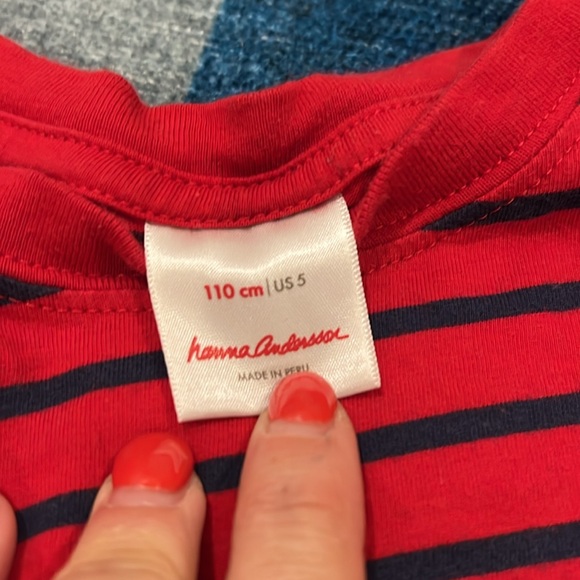 110 cm | US 5
hanna andersson
MADE IN PERU